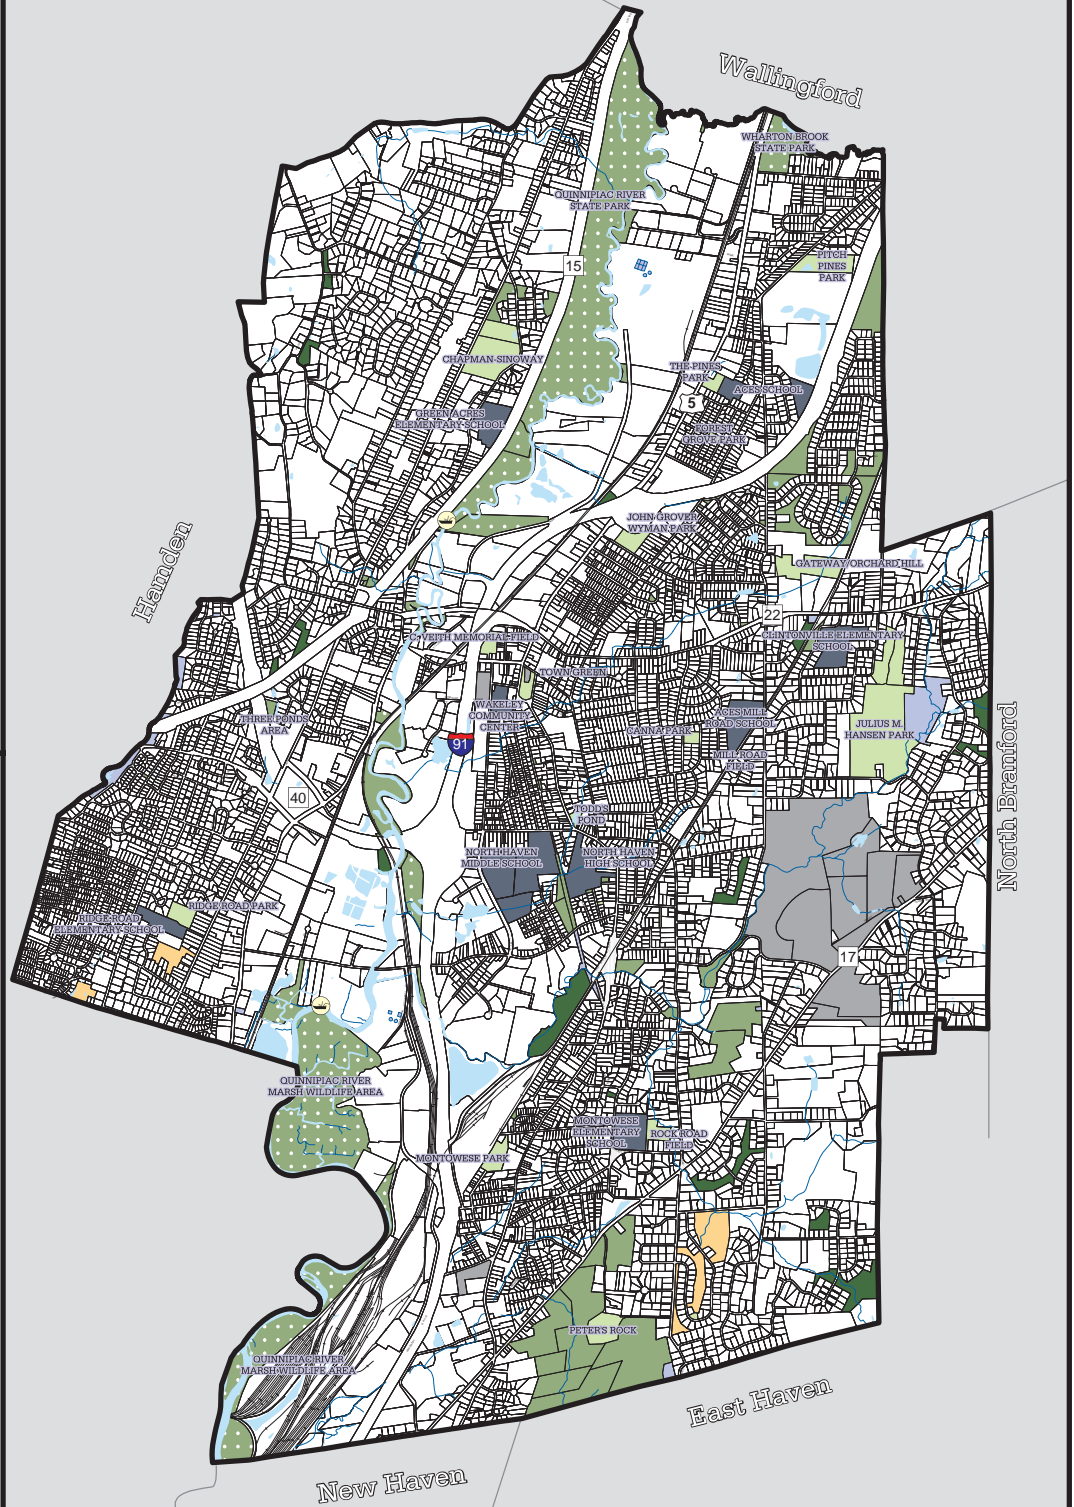 Wallingford
WHARTON BROOK
STATE PARK
QUINNIPIAC RIVER
STATE PARK
15
PITCH
PINES
PARK
CHAPMAN-SINOWAY
THE PINES
PARK
ACES SCHOOL
5
GREEN ACRES
ELEMENTARY SCHOOL
FOREST
GROVE PARK
JOHN GROVER
WYMAN PARK
Hamden
GATEWAY/ORCHARD HILL
22
C. VEITH MEMORIAL FIELD
CLINTONVILLE ELEMENTARY
SCHOOL
TOWN GREEN
WAKELEY
COMMUNITY
CENTER
THREE PONDS
AREA
ACES MILL
ROAD SCHOOL
CANNA PARK
JULIUS M.
HANSEN PARK
91
MILL ROAD
FIELD
North Branford
40
TODD'S
POND
NORTH HAVEN
MIDDLE SCHOOL
NORTH HAVEN
HIGH SCHOOL
RIDGE ROAD PARK
RIDGE ROAD
ELEMENTARY SCHOOL
17
QUINNIPIAC RIVER
MARSH WILDLIFE AREA
MONTOWESE
ELEMENTARY
SCHOOL
ROCK ROAD
FIELD
MONTOWESE PARK
PETER'S ROCK
QUINNIPIAC RIVER
MARSH WILDLIFE AREA
East Haven
New Haven